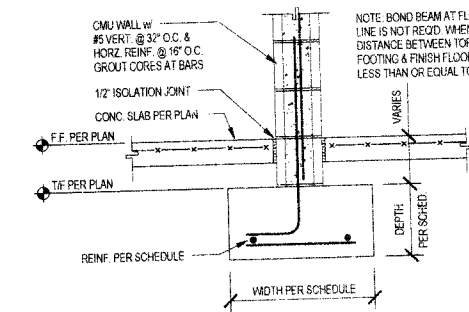 CMU WALL w/
#5 VERT. @ 32" O.C. &
HORZ. REINF. @ 16" O.C.
GROUT CORES AT BARS
1/2" ISOLATION JOINT
CONC. SLAB PER PLAN
F.F. PER PLAN
T/F PER PLAN
REINF. PER SCHEDULE
WIDTH PER SCHEDULE
NOTE: BOND BEAM AT FL
LINE IS NOT REQ'D. WHEN
DISTANCE BETWEEN TOP
FOOTING & FINISH FLOO
LESS THAN OR EQUAL TO
VARIES
DEPTH
PER SCHED.